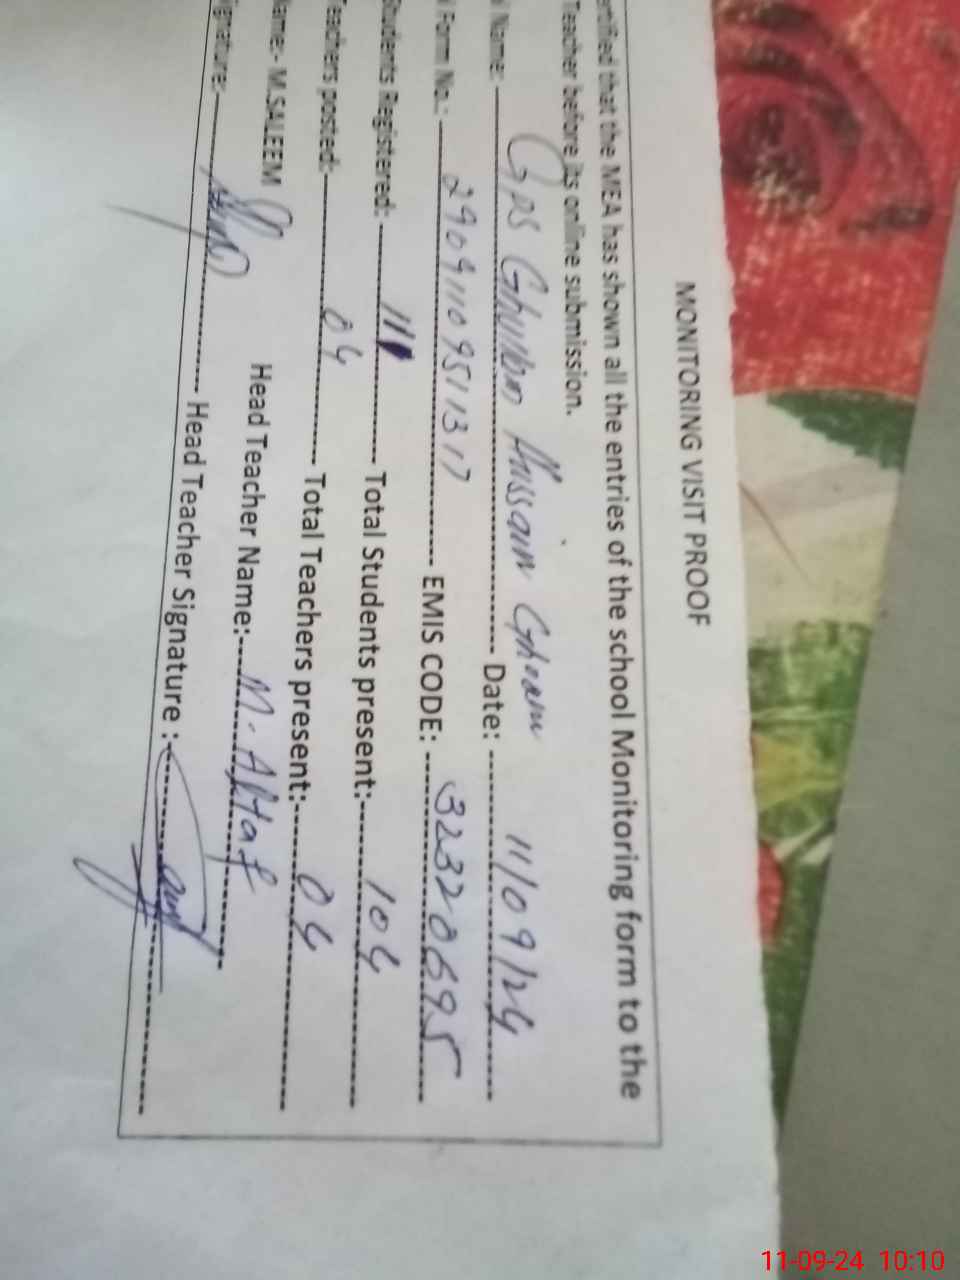 MONITORING VISIT PROOF
ertified that the MEA has shown all the entries of the school Monitoring form to the
Teacher before its online submission.
l Name:- Gps Ghulam Hussain Date: 11/09/24
l Form No.: 29091109511317 EMIS CODE: 32320695
Students Registered: 111 Total Students present:- 104
Teachers posted:- 04 Total Teachers present:- 04
Name:- M.SALEEM Head Teacher Name:- M. Altaf
ignature:- Head Teacher Signature :-
11-09-24 10:10